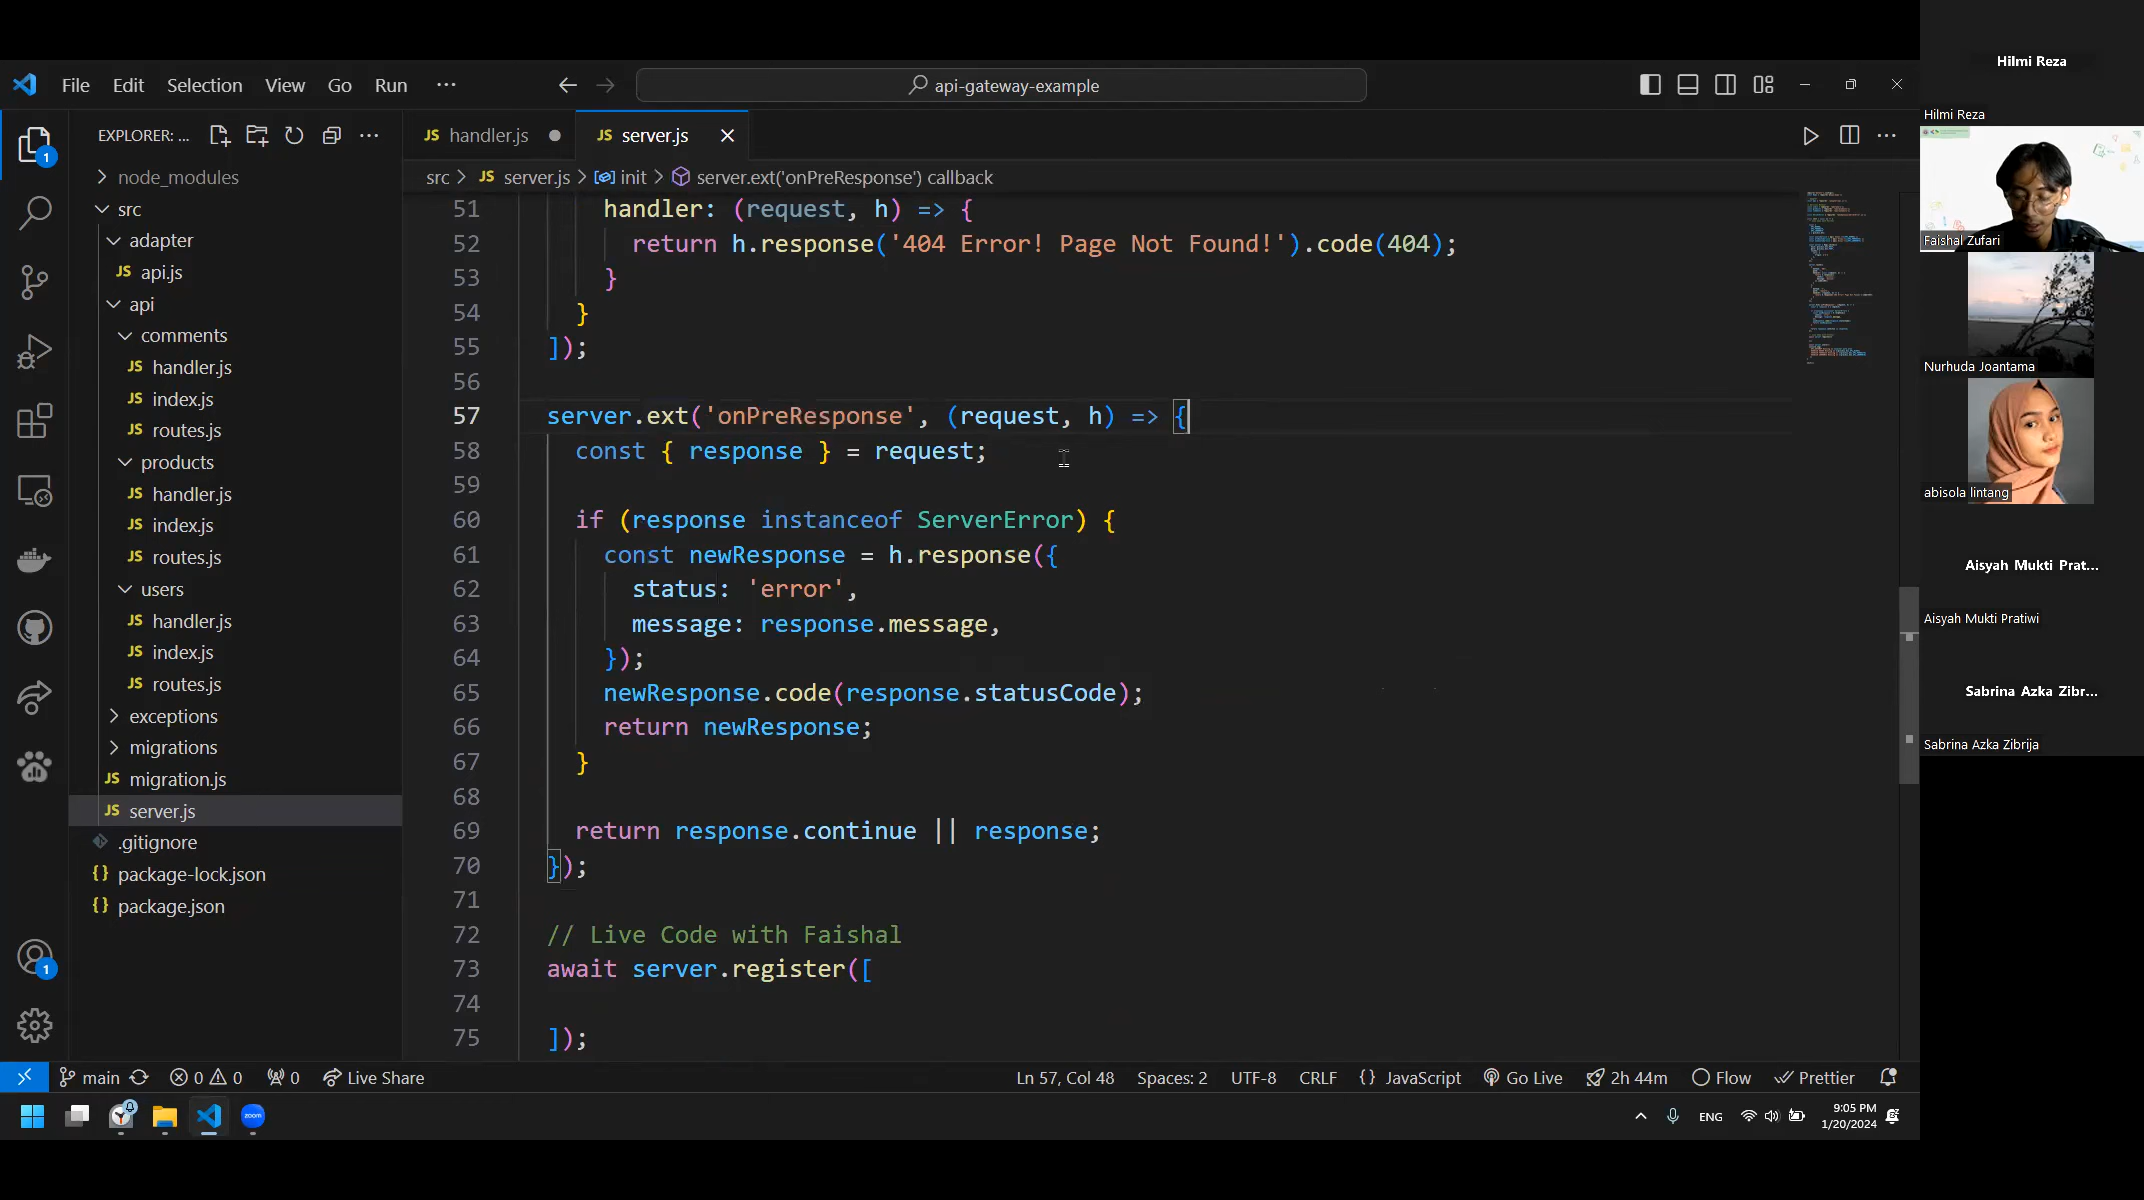 File Edit Selection View Go Run ···
api-gateway-example
EXPLORER: ...
JS handler.js
JS server.js
src > JS server.js > init > server.ext('onPreResponse') callback
node_modules
src
adapter
JS api.js
api
comments
JS handler.js
JS index.js
JS routes.js
products
JS handler.js
JS index.js
JS routes.js
users
JS handler.js
JS index.js
JS routes.js
exceptions
migrations
JS migration.js
JS server.js
.gitignore
{} package-lock.json
{} package.json
1
1
51 handler: (request, h) => {
52 return h.response('404 Error! Page Not Found!').code(404);
53 }
54 }
55 ]);
56
57 server.ext('onPreResponse', (request, h) => {
58 const { response } = request;
59
60 if (response instanceof ServerError) {
61 const newResponse = h.response({
62 status: 'error',
63 message: response.message,
64 });
65 newResponse.code(response.statusCode);
66 return newResponse;
67 }
68
69 return response.continue || response;
70 });
71
72 // Live Code with Faishal
73 await server.register([
74
75 ]);
main 0 0 0 Live Share
Ln 57, Col 48 Spaces: 2 UTF-8 CRLF {} JavaScript Go Live 2h 44m Flow Prettier
zoom
ENG
9:05 PM
1/20/2024
Hilmi Reza
Hilmi Reza
Faishal Zufari
Nurhuda Joantama
abisola lintang
Aisyah Mukti Prat...
Aisyah Mukti Pratiwi
Sabrina Azka Zibr...
Sabrina Azka Zibrija